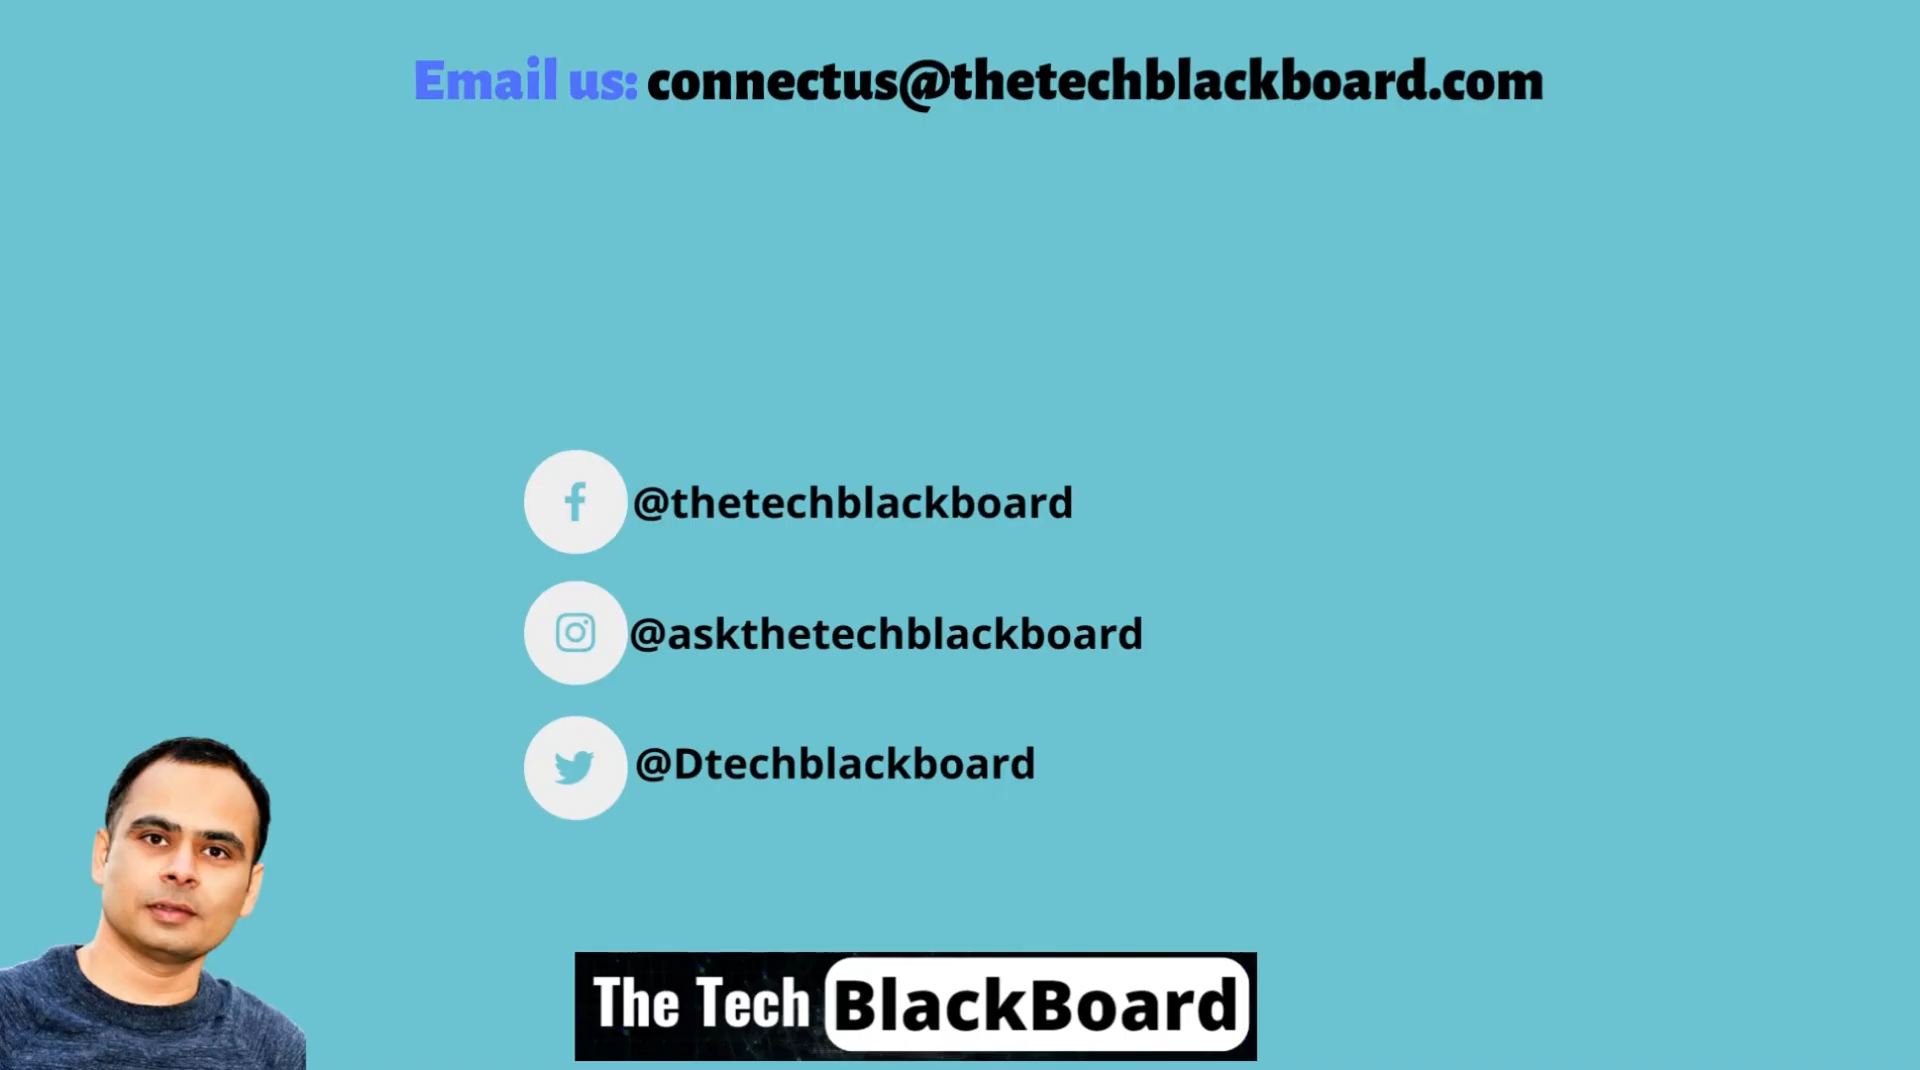 Email us: connectus@thetechblackboard.com
@thetechblackboard
@askthetechblackboard
@Dtechblackboard
The Tech BlackBoard